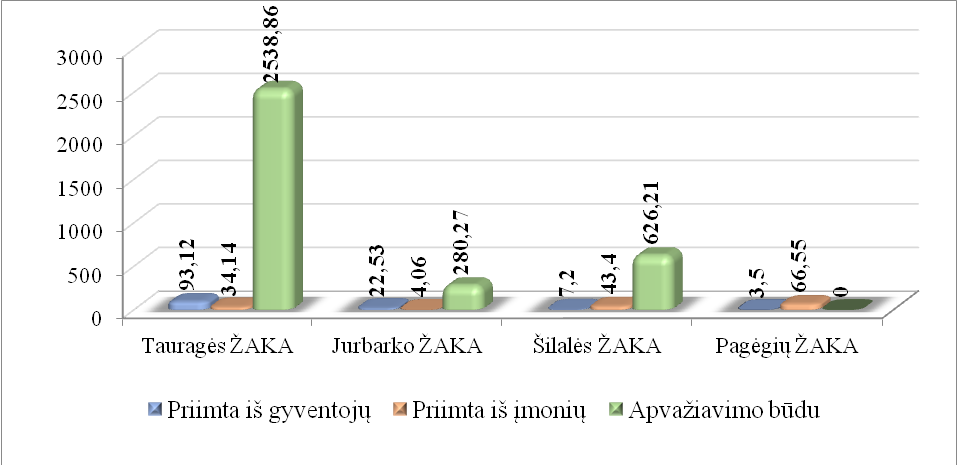 3000
2500
2000
1500
1000
500
0
93,12
34,14
2538,86
22,53
4,06
280,27
7,2
43,4
626,21
3,5
66,55
0
Tauragės ŽAKA
Jurbarko ŽAKA
Šilalės ŽAKA
Pagėgių ŽAKA
Priimta iš gyventojų
Priimta iš įmonių
Apvažiavimo būdu